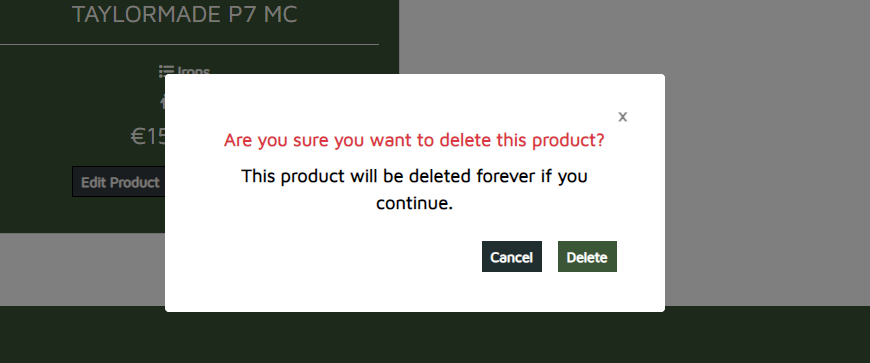 TAYLORMADE P7 MC
Irons
€15
Edit Product
x
Are you sure you want to delete this product?
This product will be deleted forever if you
continue.
Cancel
Delete